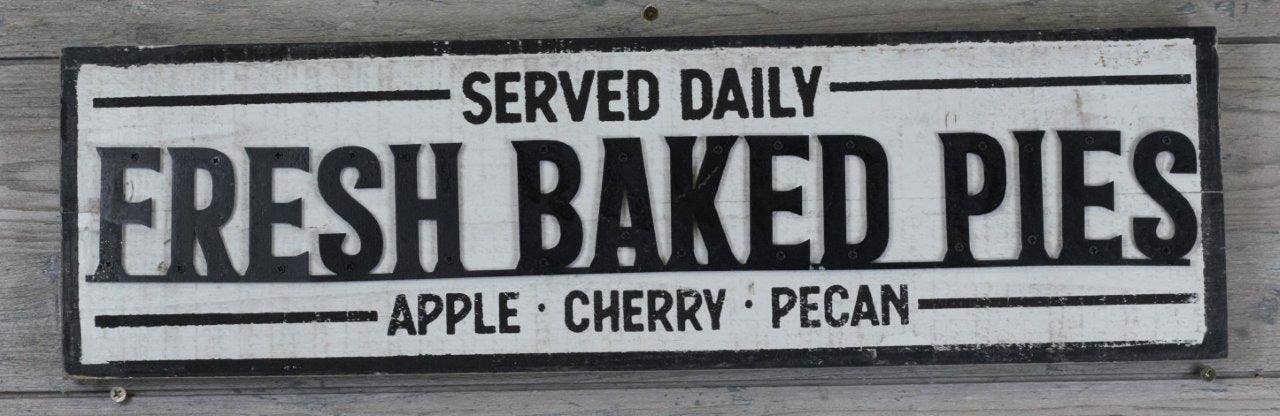 SERVED DAILY
FRESH BAKED PIES
APPLE · CHERRY · PECAN